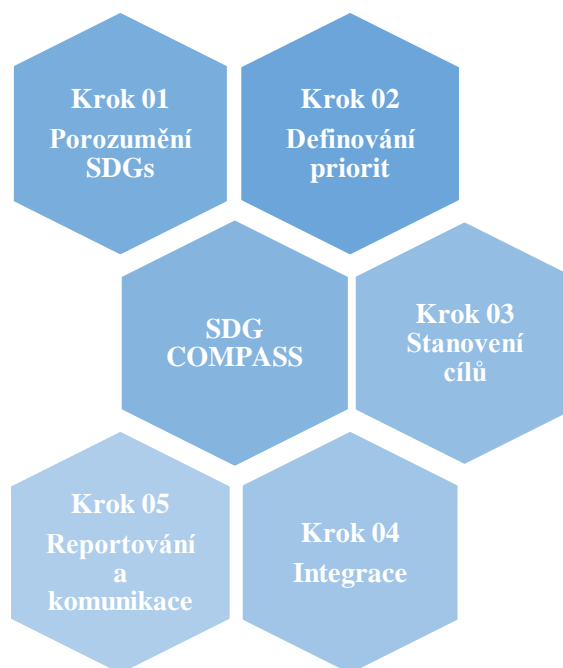 Krok 01
Porozumění
SDGs
Krok 02
Definování
priorit
SDG
COMPASS
Krok 03
Stanovení
cílů
Krok 04
Integrace
Krok 05
Reportování
a
komunikace